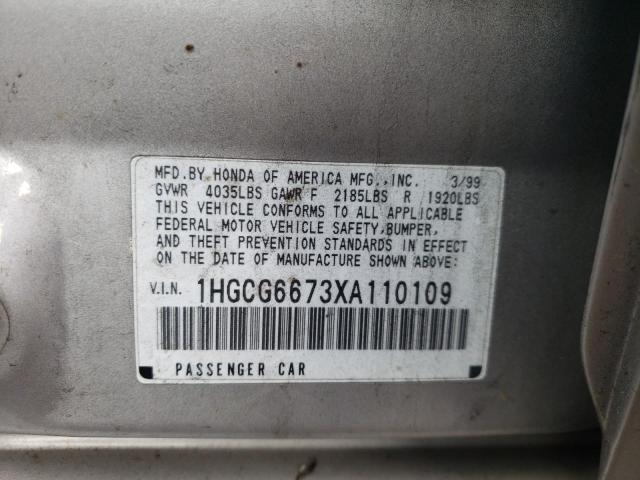 MFD.BY HONDA OF AMERICA MFG.,INC. 3/99
GVWR 4035LBS GAWR F 2185LBS R 1920LBS
THIS VEHICLE CONFORMS TO ALL APPLICABLE
FEDERAL MOTOR VEHICLE SAFETY,BUMPER,
AND THEFT PREVENTION STANDARDS IN EFFECT
ON THE DATE OF MANUFACTURE SHOWN ABOVE:
V.I.N. 1HGCG6673XA110109
PASSENGER CAR